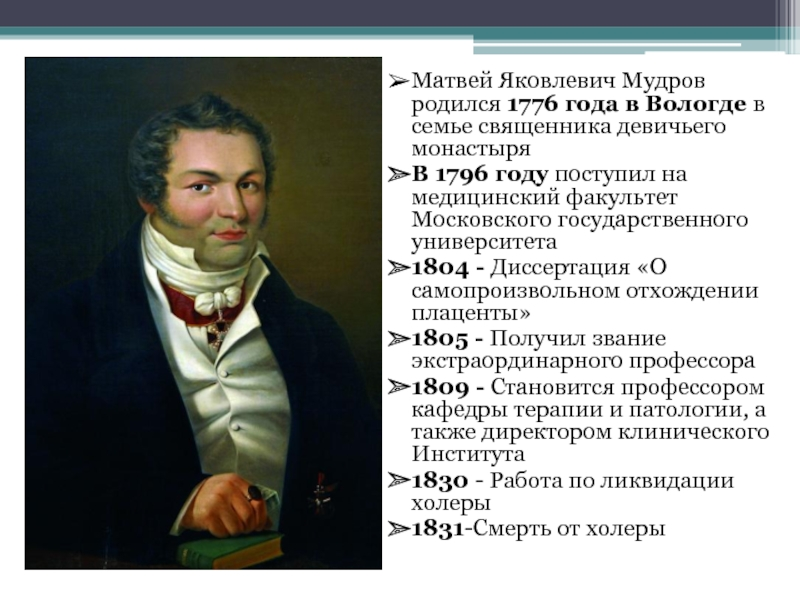 ➢Матвей Яковлевич Мудров
родился 1776 года в Вологде в
семье священника девичьего
монастыря
➢В 1796 году поступил на
медицинский факультет
Московского государственного
университета
➢1804 - Диссертация «О
самопроизвольном отхождении
плаценты»
➢1805 - Получил звание
экстраординарного профессора
➢1809 - Становится профессором
кафедры терапии и патологии, а
также директором клинического
Института
➢1830 - Работа по ликвидации
холеры
➢1831-Смерть от холеры